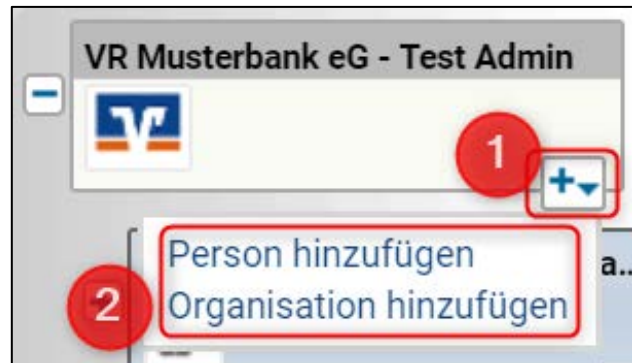 VR Musterbank eG - Test Admin
1
Person hinzufügen
a...
2
Organisation hinzufügen